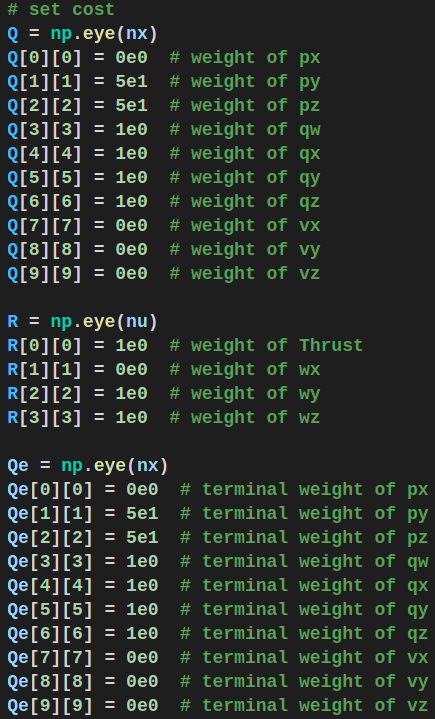 # set cost
Q = np.eye(nx)
Q[0][0] = 0e0  # weight of px
Q[1][1] = 5e1  # weight of py
Q[2][2] = 5e1  # weight of pz
Q[3][3] = 1e0  # weight of qw
Q[4][4] = 1e0  # weight of qx
Q[5][5] = 1e0  # weight of qy
Q[6][6] = 1e0  # weight of qz
Q[7][7] = 0e0  # weight of vx
Q[8][8] = 0e0  # weight of vy
Q[9][9] = 0e0  # weight of vz

R = np.eye(nu)
R[0][0] = 1e0  # weight of Thrust
R[1][1] = 0e0  # weight of wx
R[2][2] = 1e0  # weight of wy
R[3][3] = 1e0  # weight of wz

Qe = np.eye(nx)
Qe[0][0] = 0e0  # terminal weight of px
Qe[1][1] = 5e1  # terminal weight of py
Qe[2][2] = 5e1  # terminal weight of pz
Qe[3][3] = 1e0  # terminal weight of qw
Qe[4][4] = 1e0  # terminal weight of qx
Qe[5][5] = 1e0  # terminal weight of qy
Qe[6][6] = 1e0  # terminal weight of qz
Qe[7][7] = 0e0  # terminal weight of vx
Qe[8][8] = 0e0  # terminal weight of vy
Qe[9][9] = 0e0  # terminal weight of vz